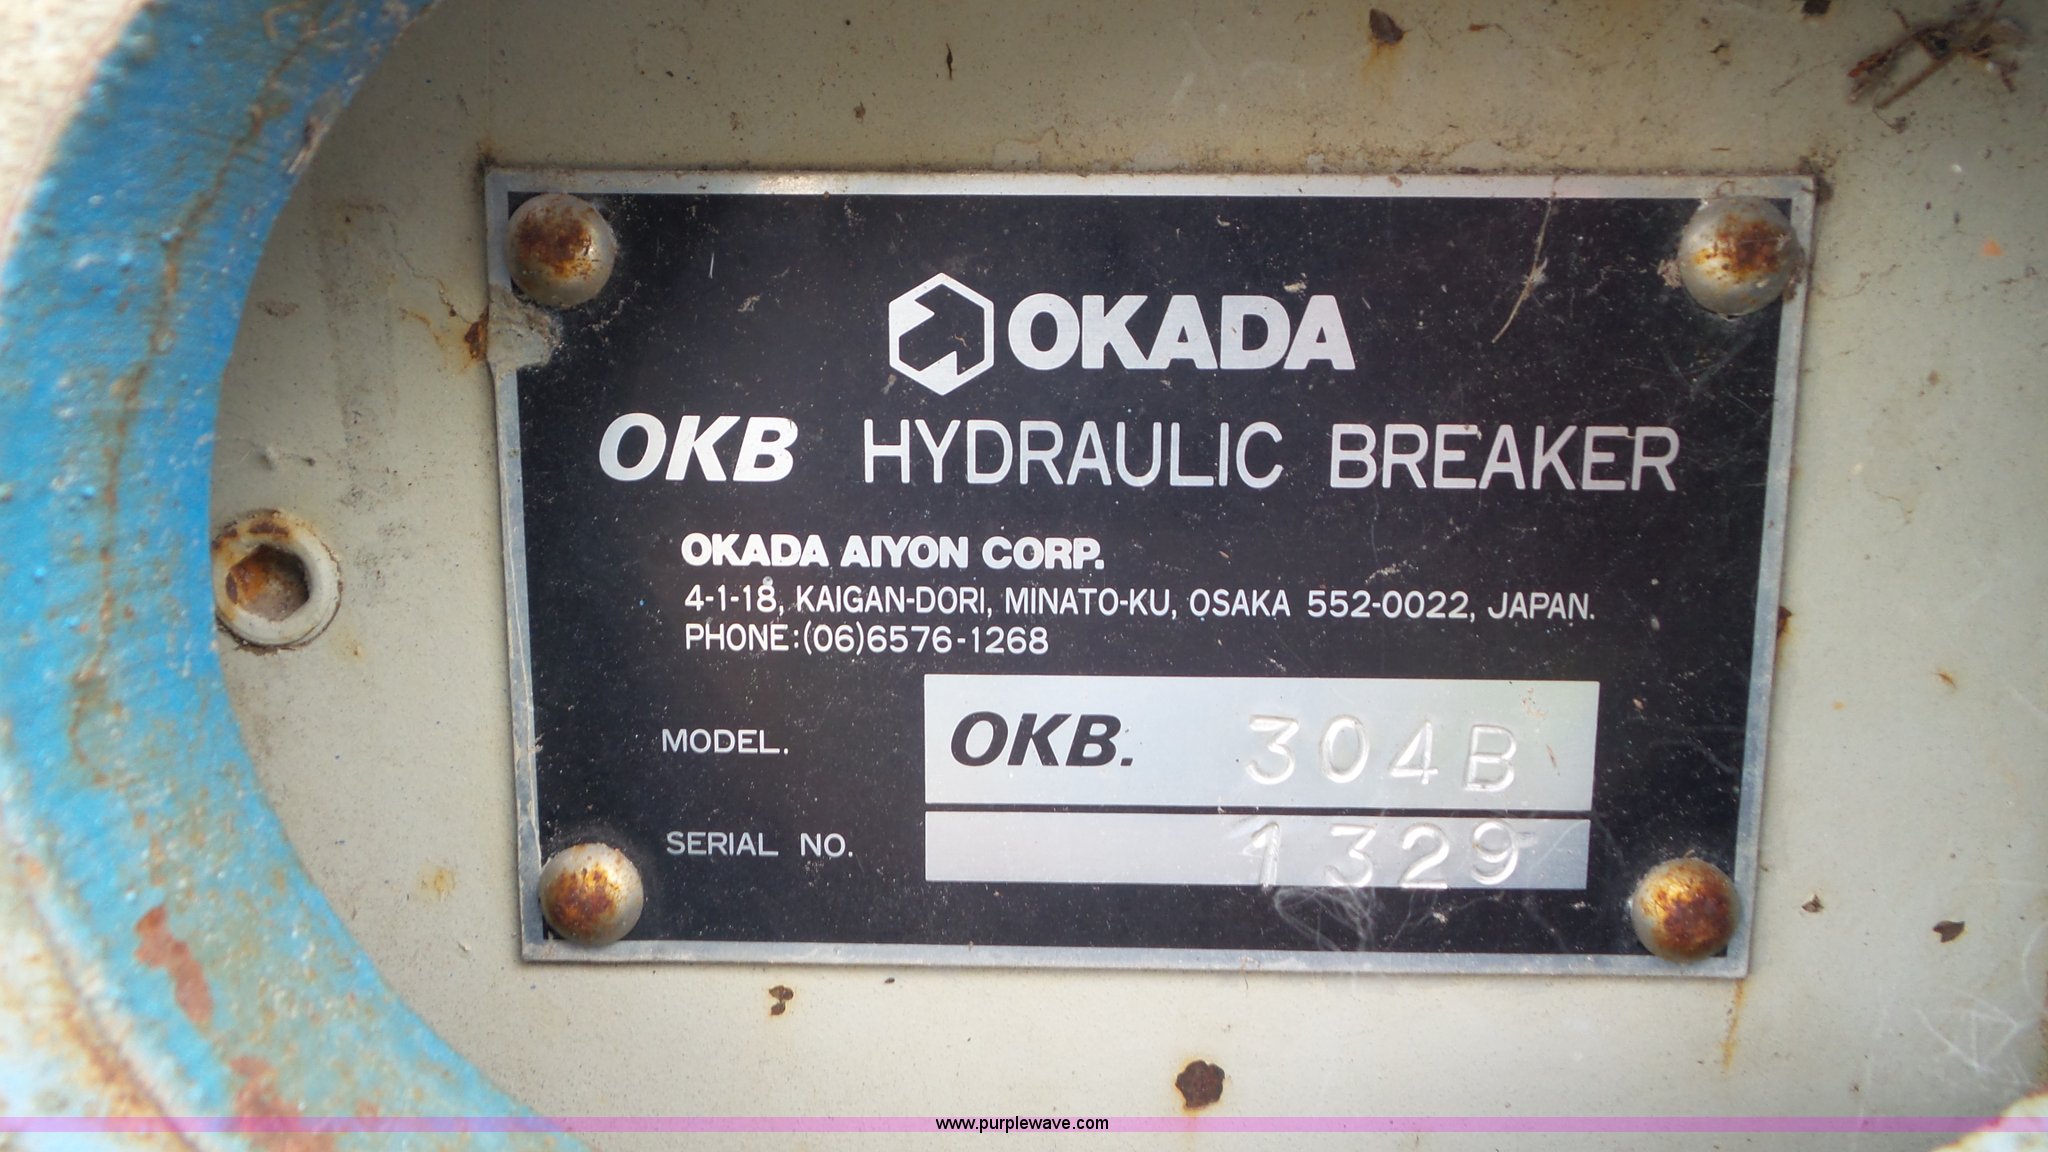 OKADA
OKB HYDRAULIC BREAKER
OKADA AIYON CORP.
4-1-18, KAIGAN-DORI, MINATO-KU, OSAKA 552-0022, JAPAN.
PHONE:(06)6576-1268
MODEL. OKB. 304B
SERIAL NO. 1329
www.purplewave.com